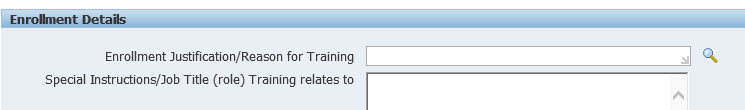 Enrollment Details
Enrollment Justification/Reason for Training
Special Instructions/Job Title (role) Training relates to